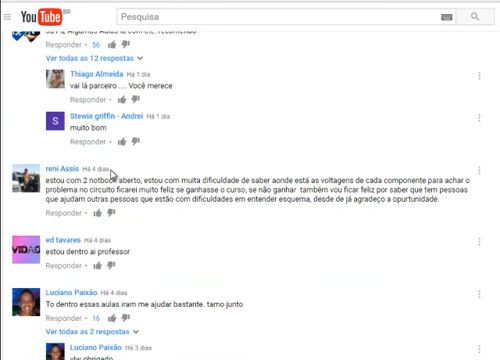 YouTube BR
Pesquisa
Responder • 56
Ver todas as 12 respostas
Thiago Almeida Há 1 dia
vai lá parceiro .... Você merece
Responder •
S
Stewie griffin - Andrei Há 1 dia
muito bom
Responder •
reni Assis Há 4 dias
estou com 2 notbook aberto, estou com muita dificuldade de saber aonde está as voltagens de cada componente para achar o
problema no circuito ficarei muito feliz se ganhasse o curso, se não ganhar também vou ficar feliz por saber que tem pessoas
que ajudam outras pessoas que estão com dificuldades em entender esquema, desde de já agradeço a opurtunidade.
Responder •
VIDAD
ed tavares Há 4 dias
estou dentro ai professor
Responder •
Luciano Paixão Há 4 dias
To dentro essas aulas iram me ajudar bastante. tamo junto
Responder • 16
Ver todas as 2 respostas
Luciano Paixão Há 3 dias
vlw obrigado